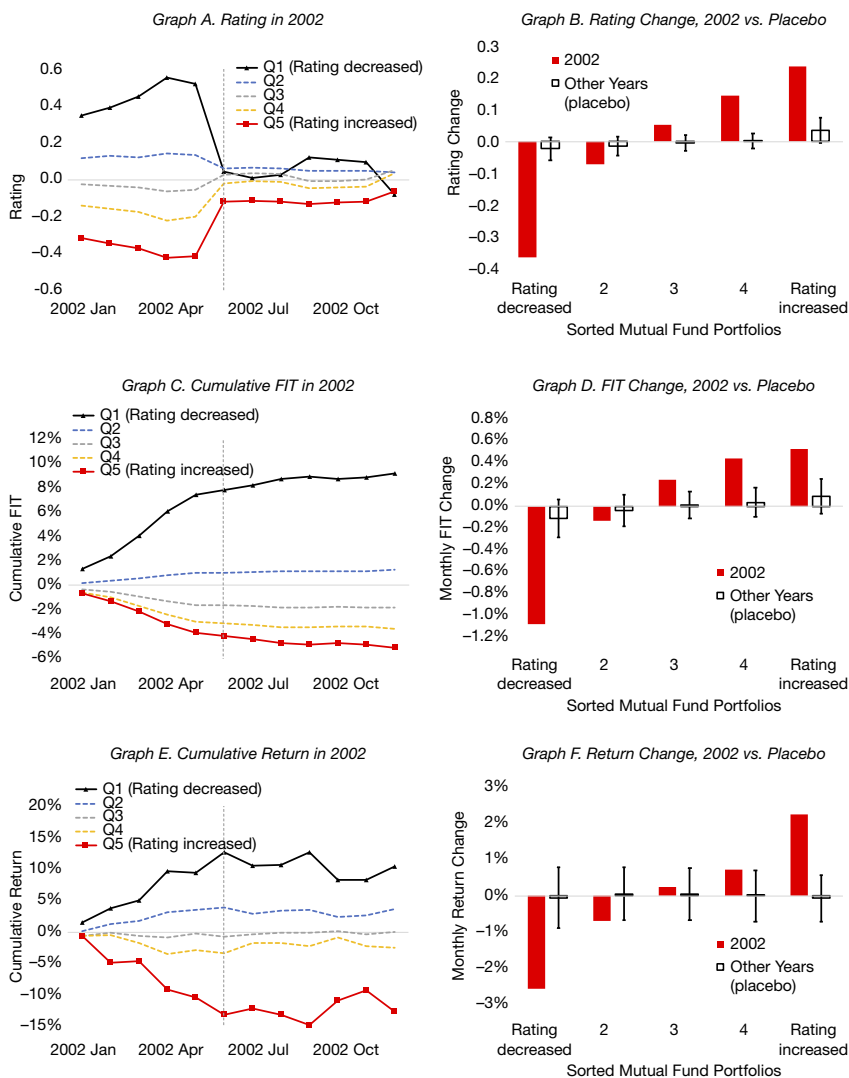 Graph A. Rating in 2002
Q1 (Rating decreased)
Q2
Q3
Q4
Q5 (Rating increased)
Rating
0.6
0.4
0.2
0.0
−0.2
−0.4
−0.6
2002 Jan 2002 Apr 2002 Jul 2002 Oct
Graph B. Rating Change, 2002 vs. Placebo
2002
Other Years
(placebo)
Rating Change
0.3
0.2
0.1
0.0
−0.1
−0.2
−0.3
−0.4
Rating decreased 2 3 4 Rating increased
Sorted Mutual Fund Portfolios
Graph C. Cumulative FIT in 2002
Q1 (Rating decreased)
Q2
Q3
Q4
Q5 (Rating increased)
Cumulative FIT
12%
10%
8%
6%
4%
2%
0%
−2%
−4%
−6%
2002 Jan 2002 Apr 2002 Jul 2002 Oct
Graph D. FIT Change, 2002 vs. Placebo
2002
Other Years
(placebo)
Monthly FIT Change
0.8%
0.6%
0.4%
0.2%
0.0%
−0.2%
−0.4%
−0.6%
−0.8%
−1.0%
−1.2%
Rating decreased 2 3 4 Rating increased
Sorted Mutual Fund Portfolios
Graph E. Cumulative Return in 2002
Q1 (Rating decreased)
Q2
Q3
Q4
Q5 (Rating increased)
Cumulative Return
20%
15%
10%
5%
0%
−5%
−10%
−15%
2002 Jan 2002 Apr 2002 Jul 2002 Oct
Graph F. Return Change, 2002 vs. Placebo
2002
Other Years
(placebo)
Monthly Return Change
3%
2%
1%
0%
−1%
−2%
−3%
Rating decreased 2 3 4 Rating increased
Sorted Mutual Fund Portfolios